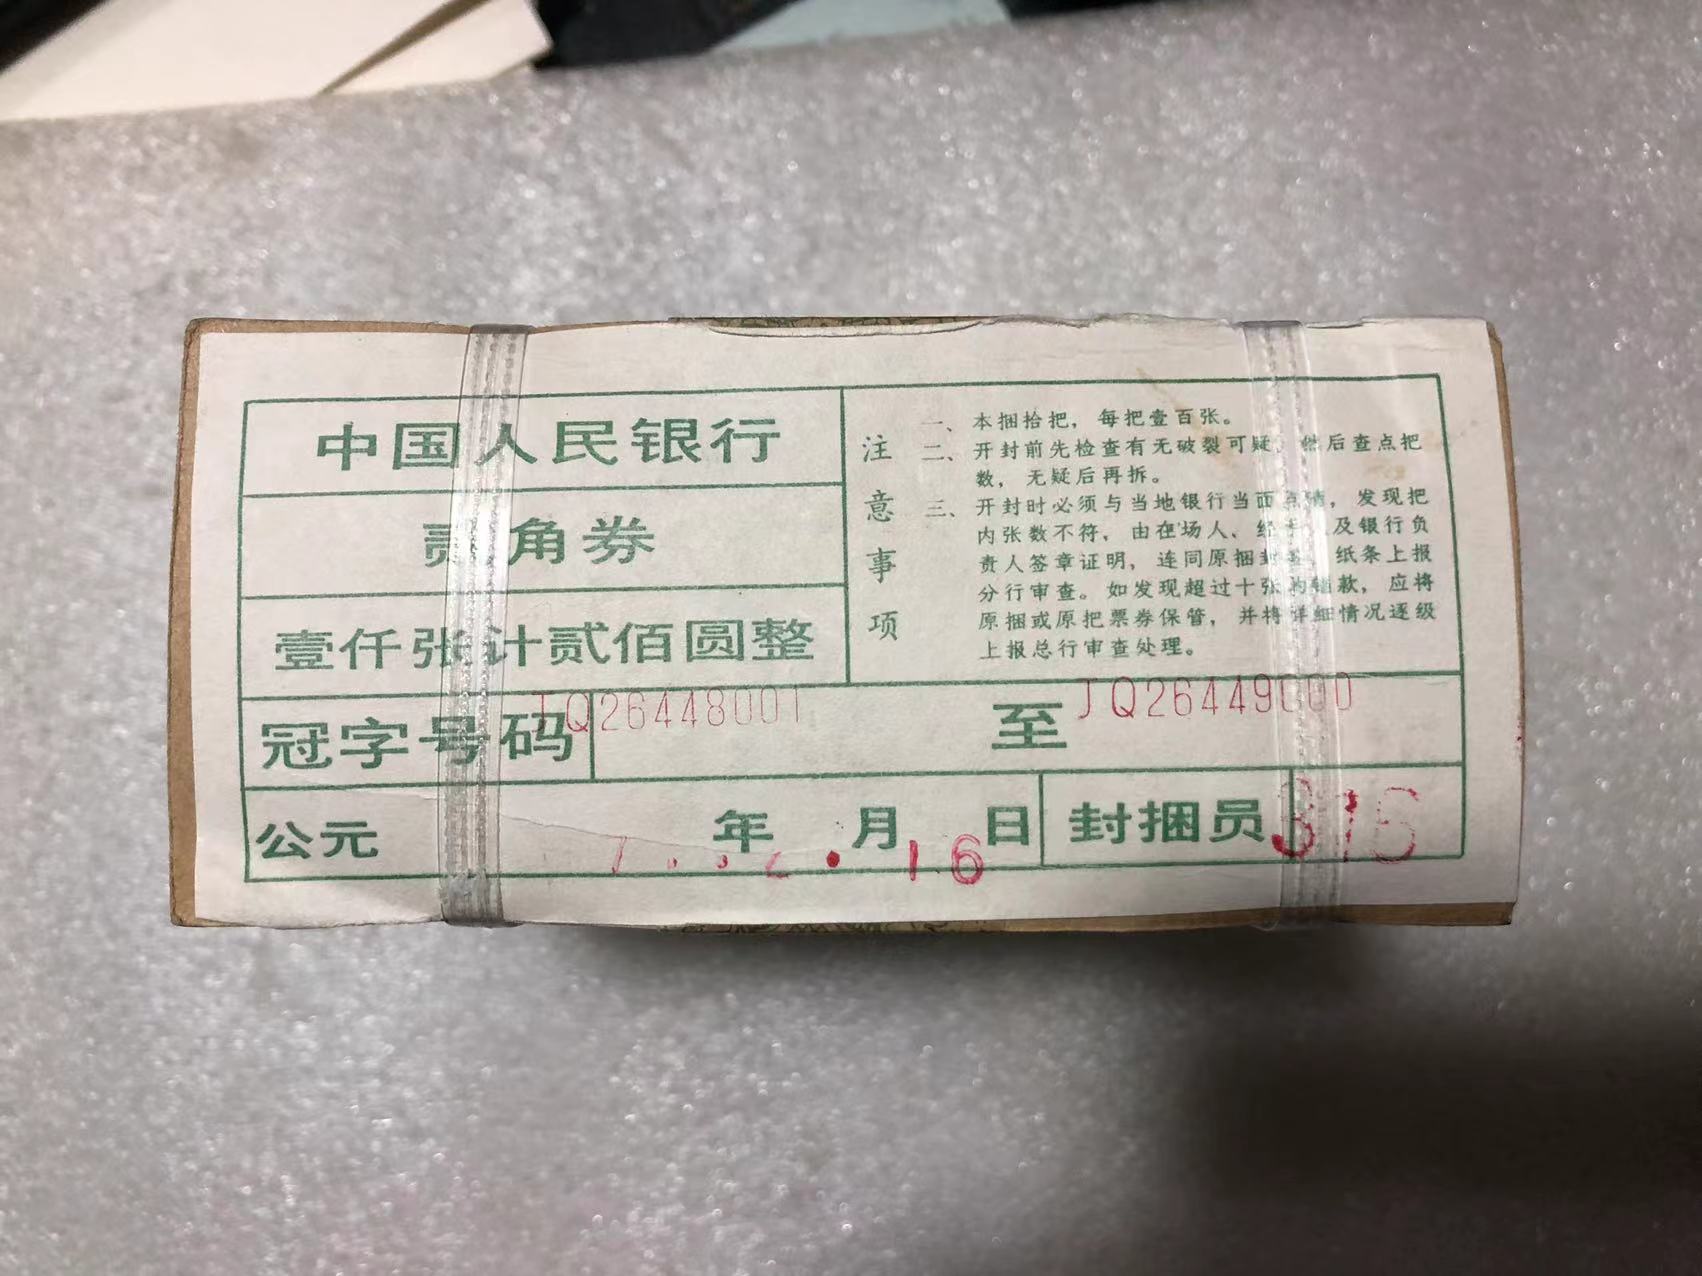 中国人民银行
贰角券
壹仟张计贰佰圆整
注意事项
一、本捆拾把，每把壹百张。
二、开封前先检查有无破裂可疑，然后查点把
数，无疑后再拆。
三、开封时必须与当地银行当面点清，发现把
内张数不符，由在场人、经手人及银行负
责人签章证明，连同原捆封签、纸条上报
分行审查。如发现超过十张的错款，应将
原捆或原把票券保管，并将详细情况逐级
上报总行审查处理。
冠字号码 JQ26448001 至 JQ26449000
公元 年 月 日 封捆员 376
16